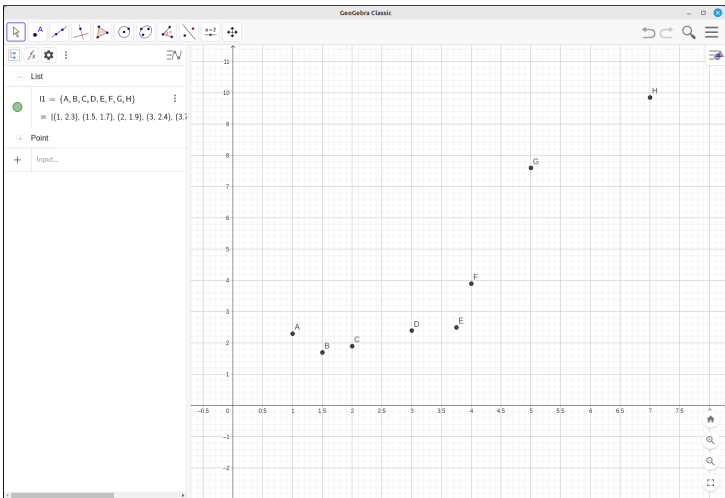 GeoGebra Classic
a=2
List
l1 = {A, B, C, D, E, F, G, H}
= {(1, 2.3), (1.5, 1.7), (2, 1.9), (3, 2.4), (3.7
Point
Input...
11
10
H
9
8
G
7
6
5
F
4
3
A
D
E
B
C
2
1
−0.5 0 0.5 1 1.5 2 2.5 3 3.5 4 4.5 5 5.5 6 6.5 7 7.5
−1
−2